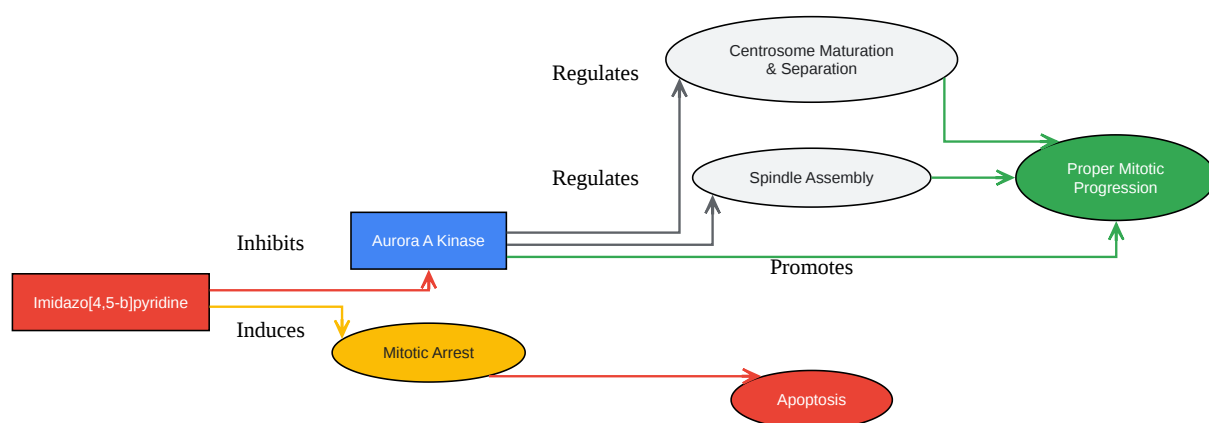 Centrosome Maturation
& Separation
Regulates
Proper Mitotic
Progression
Regulates
Spindle Assembly
Inhibits
Aurora A Kinase
Promotes
Imidazo[4,5-b]pyridine
Induces
Mitotic Arrest
Apoptosis